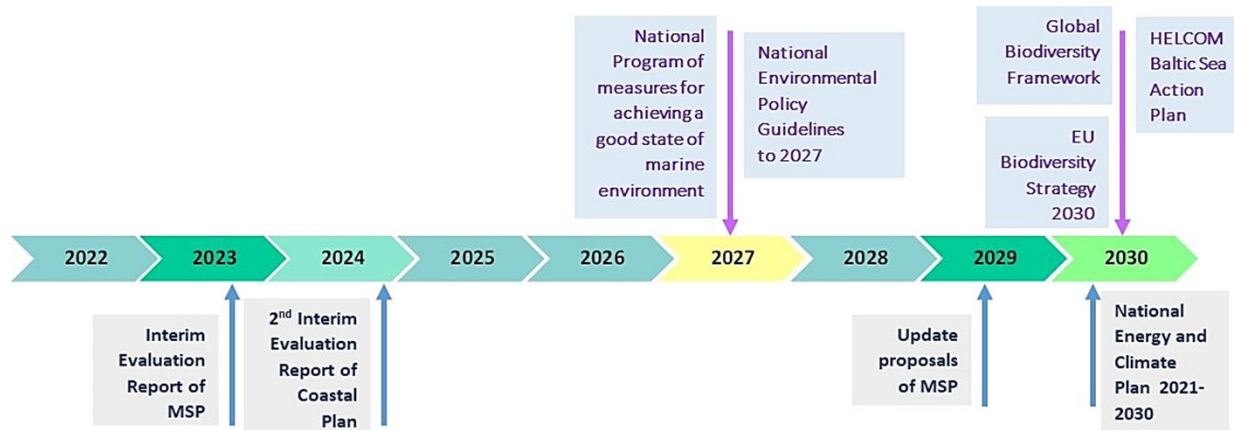 National
Program of
measures for
achieving a
good state of
marine
environment
National
Environmental
Policy
Guidelines
to 2027
Global
Biodiversity
Framework
EU
Biodiversity
Strategy
2030
HELCOM
Baltic Sea
Action
Plan
2022
2023
2024
2025
2026
2027
2028
2029
2030
Interim
Evaluation
Report of
MSP
2nd Interim
Evaluation
Report of
Coastal
Plan
Update
proposals
of MSP
National
Energy and
Climate
Plan 2021-
2030